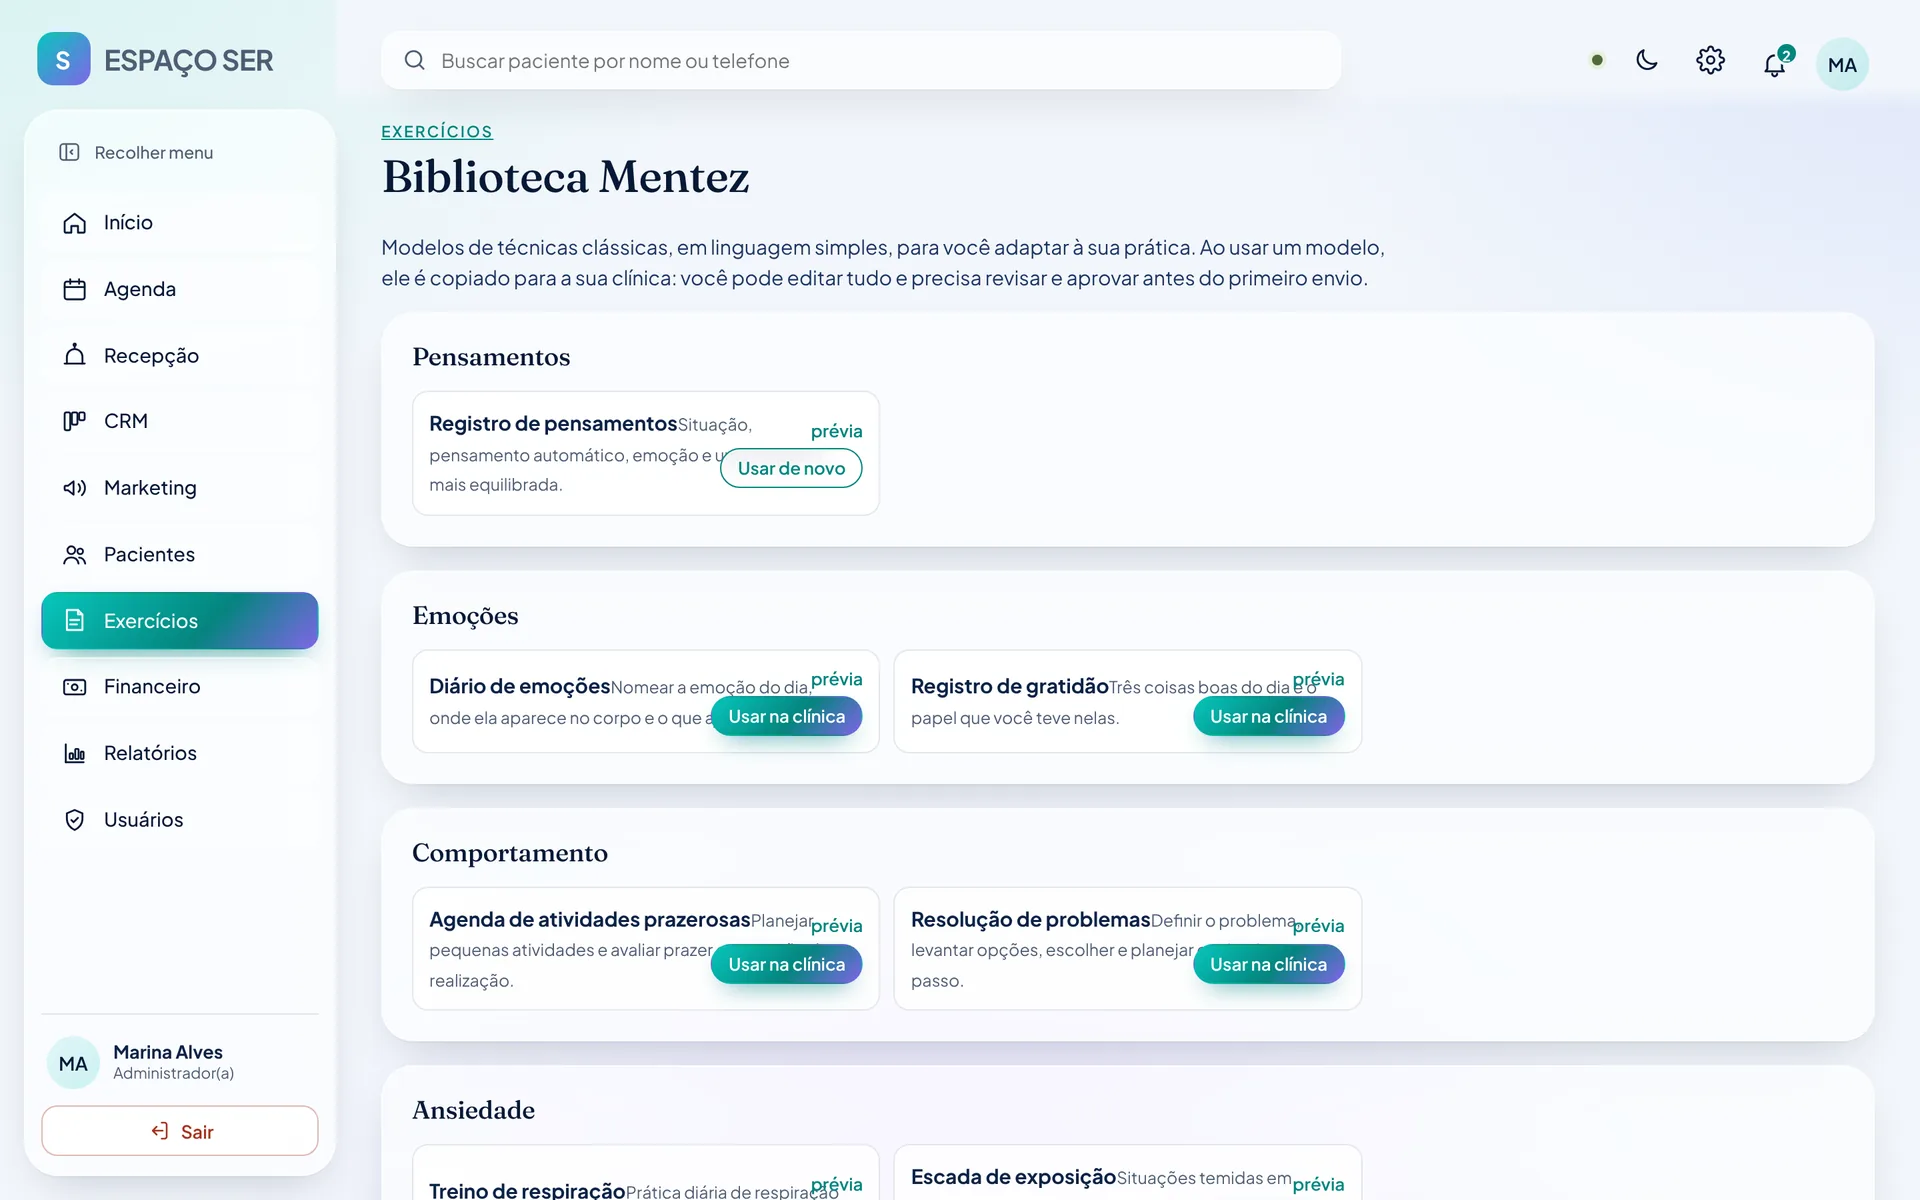 S ESPAÇO SER
Buscar paciente por nome ou telefone
2
MA
Recolher menu
Início
Agenda
Recepção
CRM
Marketing
Pacientes
Exercícios
Financeiro
Relatórios
Usuários
MA
Marina Alves
Administrador(a)
Sair
EXERCÍCIOS
Biblioteca Mentez
Modelos de técnicas clássicas, em linguagem simples, para você adaptar à sua prática. Ao usar um modelo,
ele é copiado para a sua clínica: você pode editar tudo e precisa revisar e aprovar antes do primeiro envio.
Pensamentos
Registro de pensamentos Situação,
pensamento automático, emoção e
mais equilibrada.
prévia
Usar de novo
Emoções
Diário de emoções Nomear a emoção do dia,
onde ela aparece no corpo e o que
prévia
Usar na clínica
Registro de gratidão Três coisas boas do dia e o
papel que você teve nelas.
prévia
Usar na clínica
Comportamento
Agenda de atividades prazerosas Planejar
pequenas atividades e avaliar prazer
realização.
prévia
Usar na clínica
Resolução de problemas Definir o problema,
levantar opções, escolher e planejar
passo.
prévia
Usar na clínica
Ansiedade
Treino de respiração Prática diária de respiração
prévia
Escada de exposição Situações temidas em
prévia